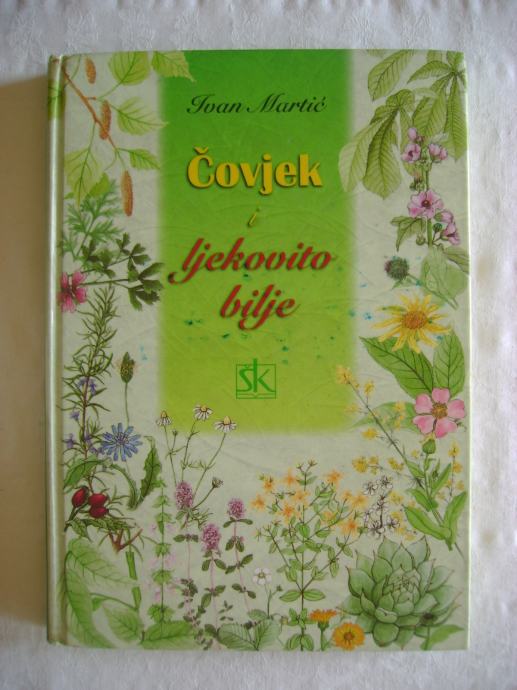 Ivan Martić
Čovjek
i
ljekovito
bilje
šk